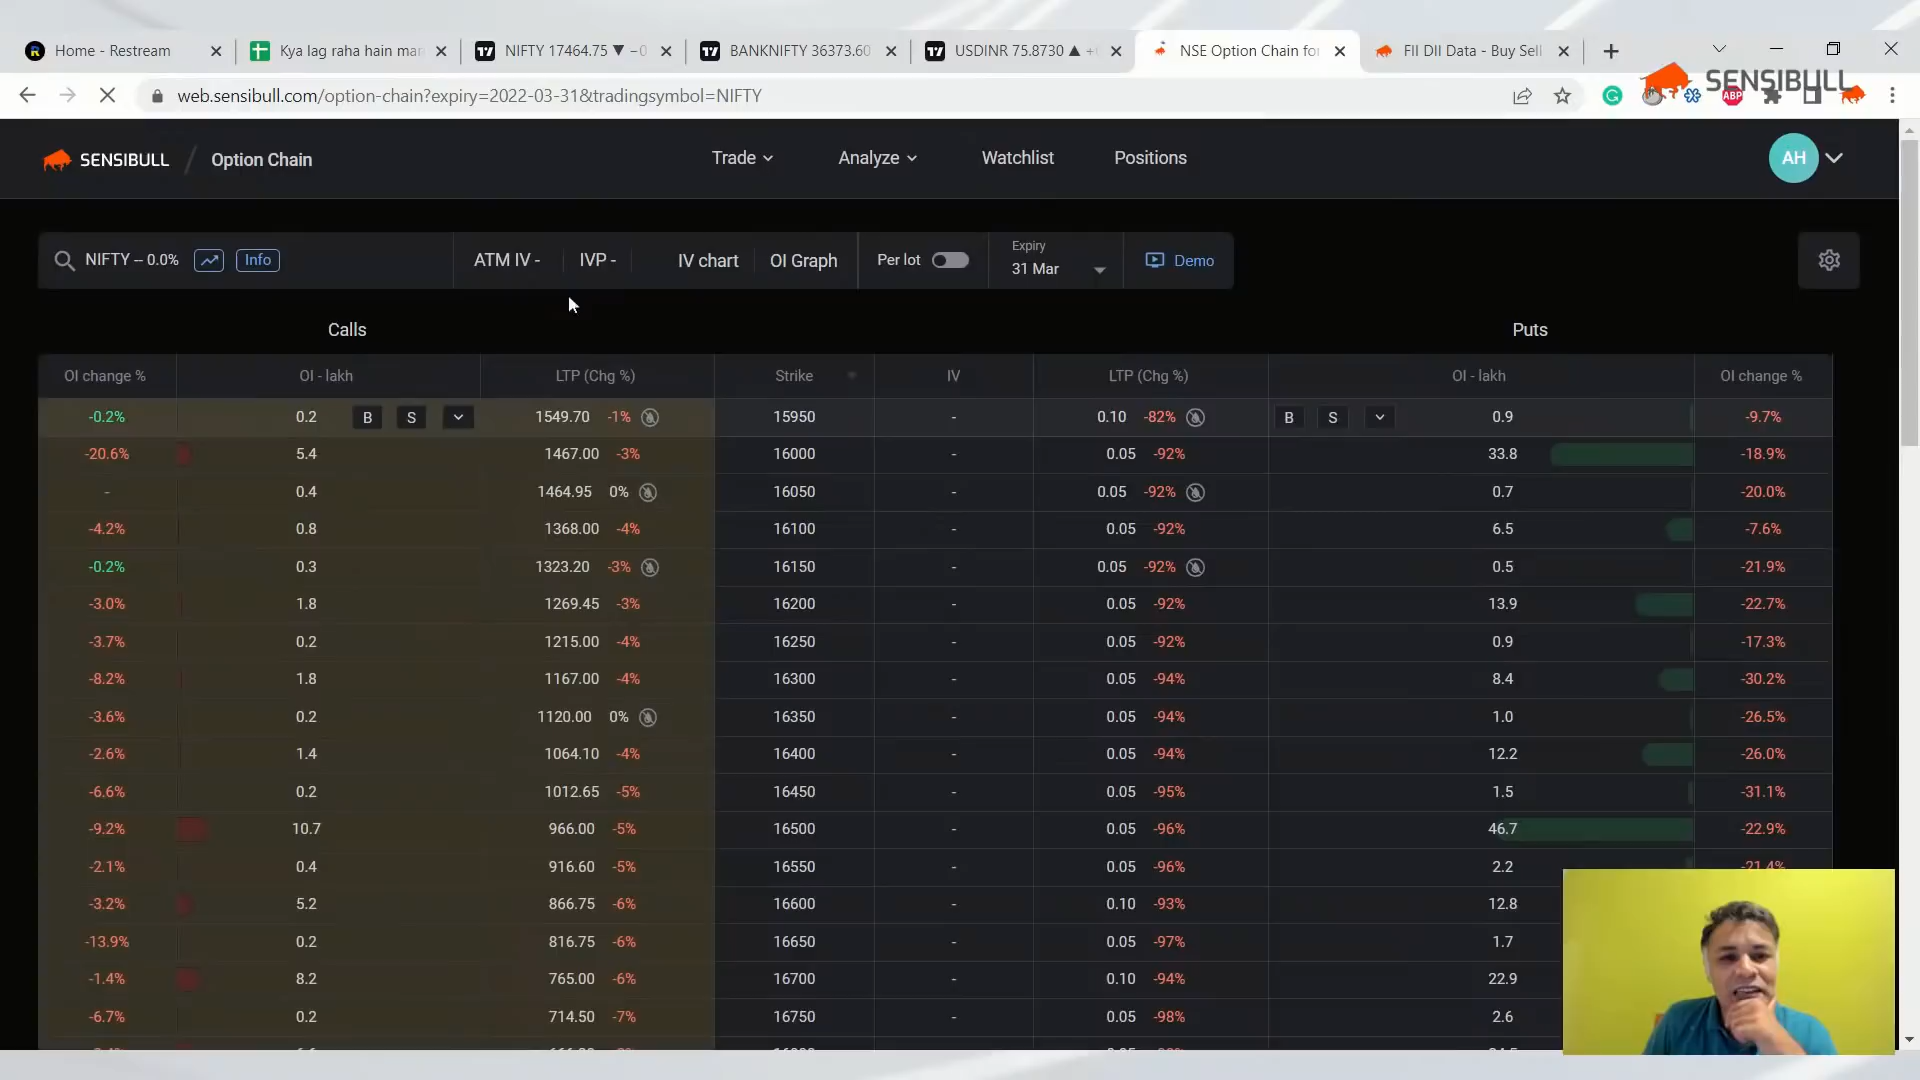 Home - Restream
Kya lag raha hain mar
NIFTY 17464.75 ▼ −0
BANKNIFTY 36373.60
USDINR 75.8730 ▲ +
NSE Option Chain fo
FII DII Data - Buy Sell
SENSIBULL
web.sensibull.com/option-chain?expiry=2022-03-31&tradingsymbol=NIFTY
ABP
SENSIBULL / Option Chain
Trade
Analyze
Watchlist
Positions
AH
NIFTY -- 0.0%
Info
ATM IV -
IVP -
IV chart
OI Graph
Per lot
Expiry
31 Mar
Demo
Calls
Puts
OI change % OI - lakh LTP (Chg %) Strike IV LTP (Chg %) OI - lakh OI change %
-0.2% 0.2 B S 1549.70 -1% 15950 - 0.10 -82% B S 0.9 -9.7%
-20.6% 5.4 1467.00 -3% 16000 - 0.05 -92% 33.8 -18.9%
- 0.4 1464.95 0% 16050 - 0.05 -92% 0.7 -20.0%
-4.2% 0.8 1368.00 -4% 16100 - 0.05 -92% 6.5 -7.6%
-0.2% 0.3 1323.20 -3% 16150 - 0.05 -92% 0.5 -21.9%
-3.0% 1.8 1269.45 -3% 16200 - 0.05 -92% 13.9 -22.7%
-3.7% 0.2 1215.00 -4% 16250 - 0.05 -92% 0.9 -17.3%
-8.2% 1.8 1167.00 -4% 16300 - 0.05 -94% 8.4 -30.2%
-3.6% 0.2 1120.00 0% 16350 - 0.05 -94% 1.0 -26.5%
-2.6% 1.4 1064.10 -4% 16400 - 0.05 -94% 12.2 -26.0%
-6.6% 0.2 1012.65 -5% 16450 - 0.05 -95% 1.5 -31.1%
-9.2% 10.7 966.00 -5% 16500 - 0.05 -96% 46.7 -22.9%
-2.1% 0.4 916.60 -5% 16550 - 0.05 -96% 2.2 -21.4%
-3.2% 5.2 866.75 -6% 16600 - 0.10 -93% 12.8
-13.9% 0.2 816.75 -6% 16650 - 0.05 -97% 1.7
-1.4% 8.2 765.00 -6% 16700 - 0.10 -94% 22.9
-6.7% 0.2 714.50 -7% 16750 - 0.05 -98% 2.6